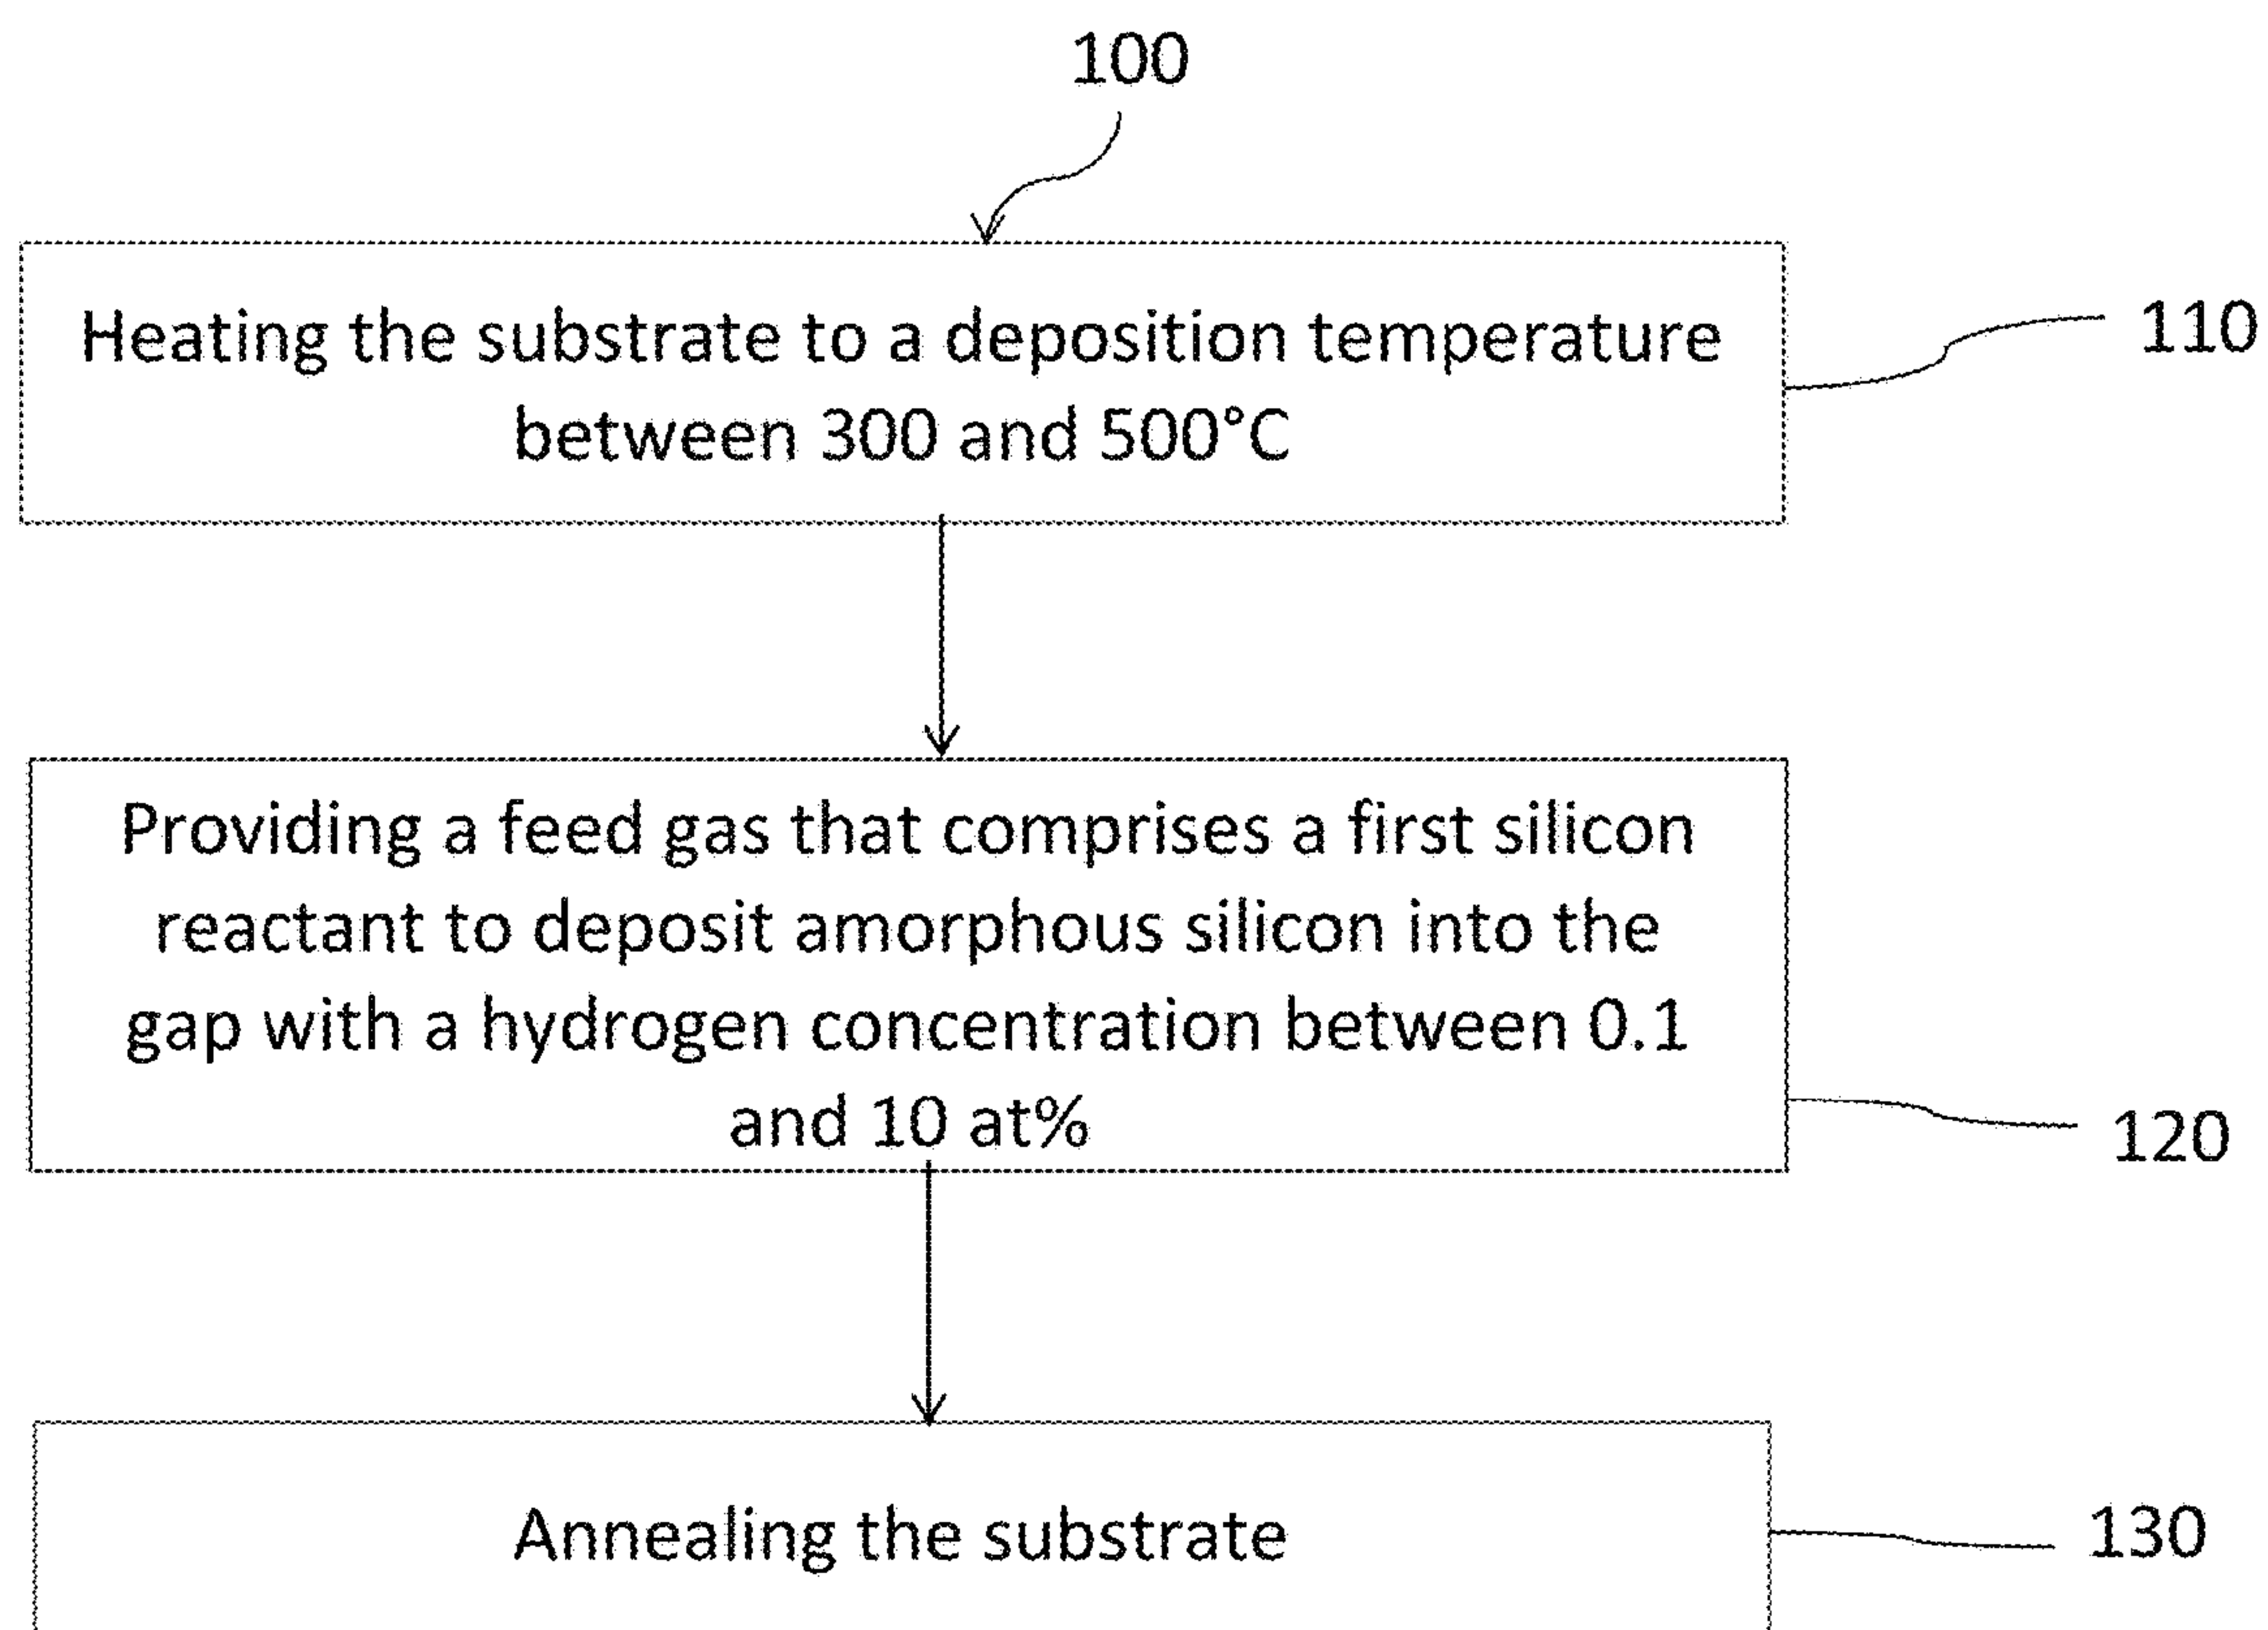 100
Heating the substrate to a deposition temperature
between 300 and 500°C
110
Providing a feed gas that comprises a first silicon
reactant to deposit amorphous silicon into the
gap with a hydrogen concentration between 0.1
and 10 at%
120
Annealing the substrate
130